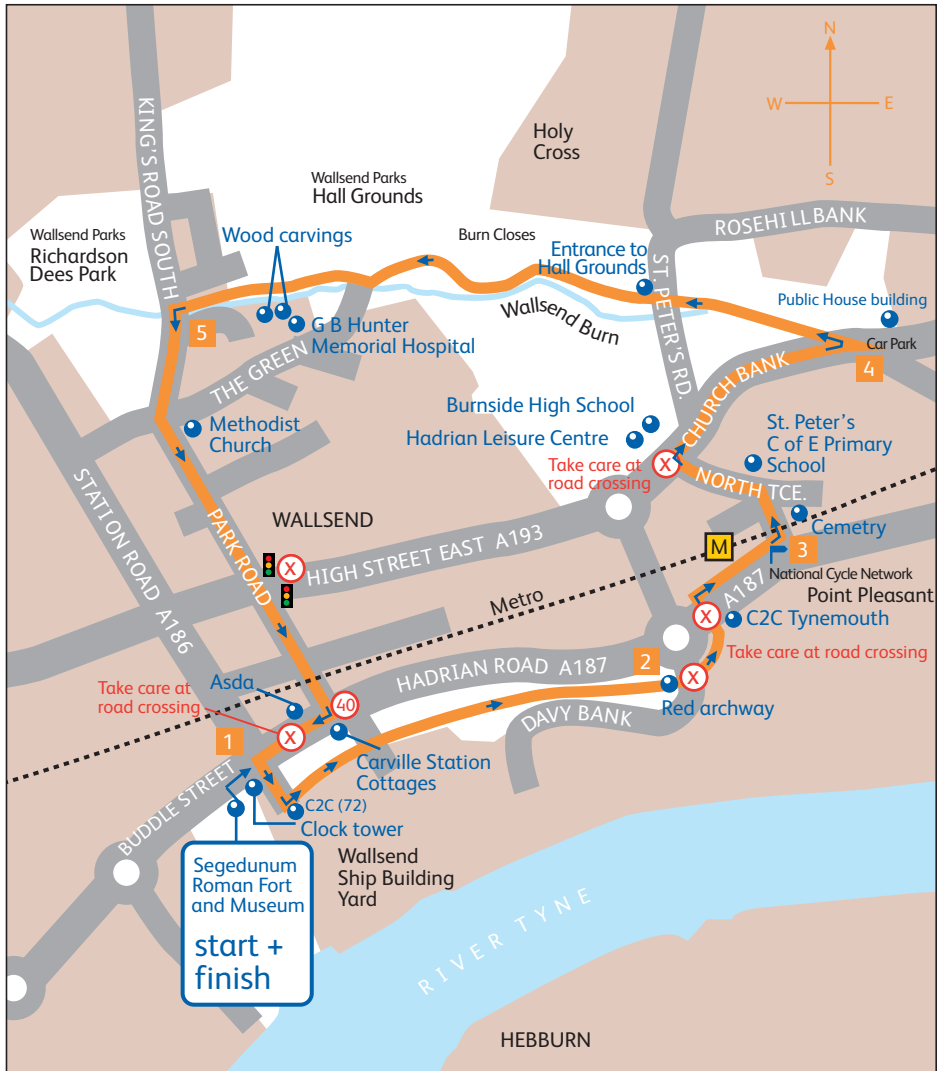 N
W
E
S
KING'S ROAD SOUTH
Holy
Cross
Wallsend Parks
Hall Grounds
ROSEHILL BANK
Wallsend Parks
Richardson
Dees Park
Wood carvings
Burn Closes
Entrance to
Hall Grounds
ST. PETER'S RD.
Public House building
Wallsend Burn
5
G B Hunter
Memorial Hospital
Car Park
4
THE GREEN
CHURCH BANK
Burnside High School
Hadrian Leisure Centre
Methodist
Church
St. Peter's
C of E Primary
School
Take care at
road crossing
X
NORTH TCE.
STATION ROAD A186
PARK ROAD
WALLSEND
Cemetry
M
3
X
HIGH STREET EAST A193
National Cycle Network
Point Pleasant
A187
Metro
X
C2C Tynemouth
Take care at road crossing
2
X
HADRIAN ROAD A187
Asda
Take care at
road crossing
40
Red archway
DAVY BANK
1
X
Carville Station
Cottages
BUDDLE STREET
C2C (72)
Clock tower
Wallsend
Ship Building
Yard
Segedunum
Roman Fort
and Museum
start +
finish
RIVER TYNE
HEBBURN